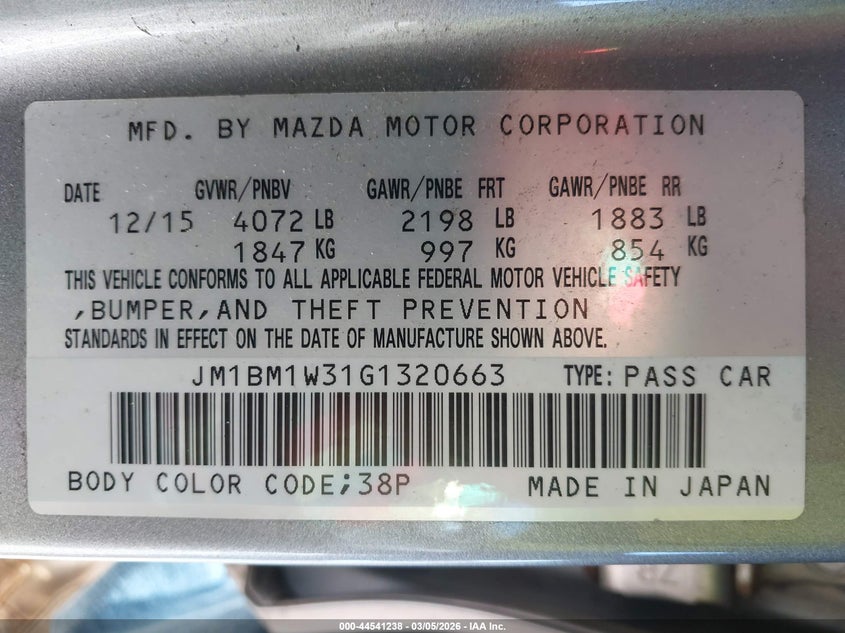 MFD. BY MAZDA MOTOR CORPORATION
DATE GVWR/PNBV GAWR/PNBE FRT GAWR/PNBE RR
12/15 4072 LB 2198 LB 1883 LB
1847 KG 997 KG 854 KG
THIS VEHICLE CONFORMS TO ALL APPLICABLE FEDERAL MOTOR VEHICLE SAFETY
,BUMPER,AND THEFT PREVENTION
STANDARDS IN EFFECT ON THE DATE OF MANUFACTURE SHOWN ABOVE.
JM1BM1W31G1320663 TYPE: PASS CAR
BODY COLOR CODE;38P MADE IN JAPAN
000-44541238 - 03/05/2026 - IAA Inc.